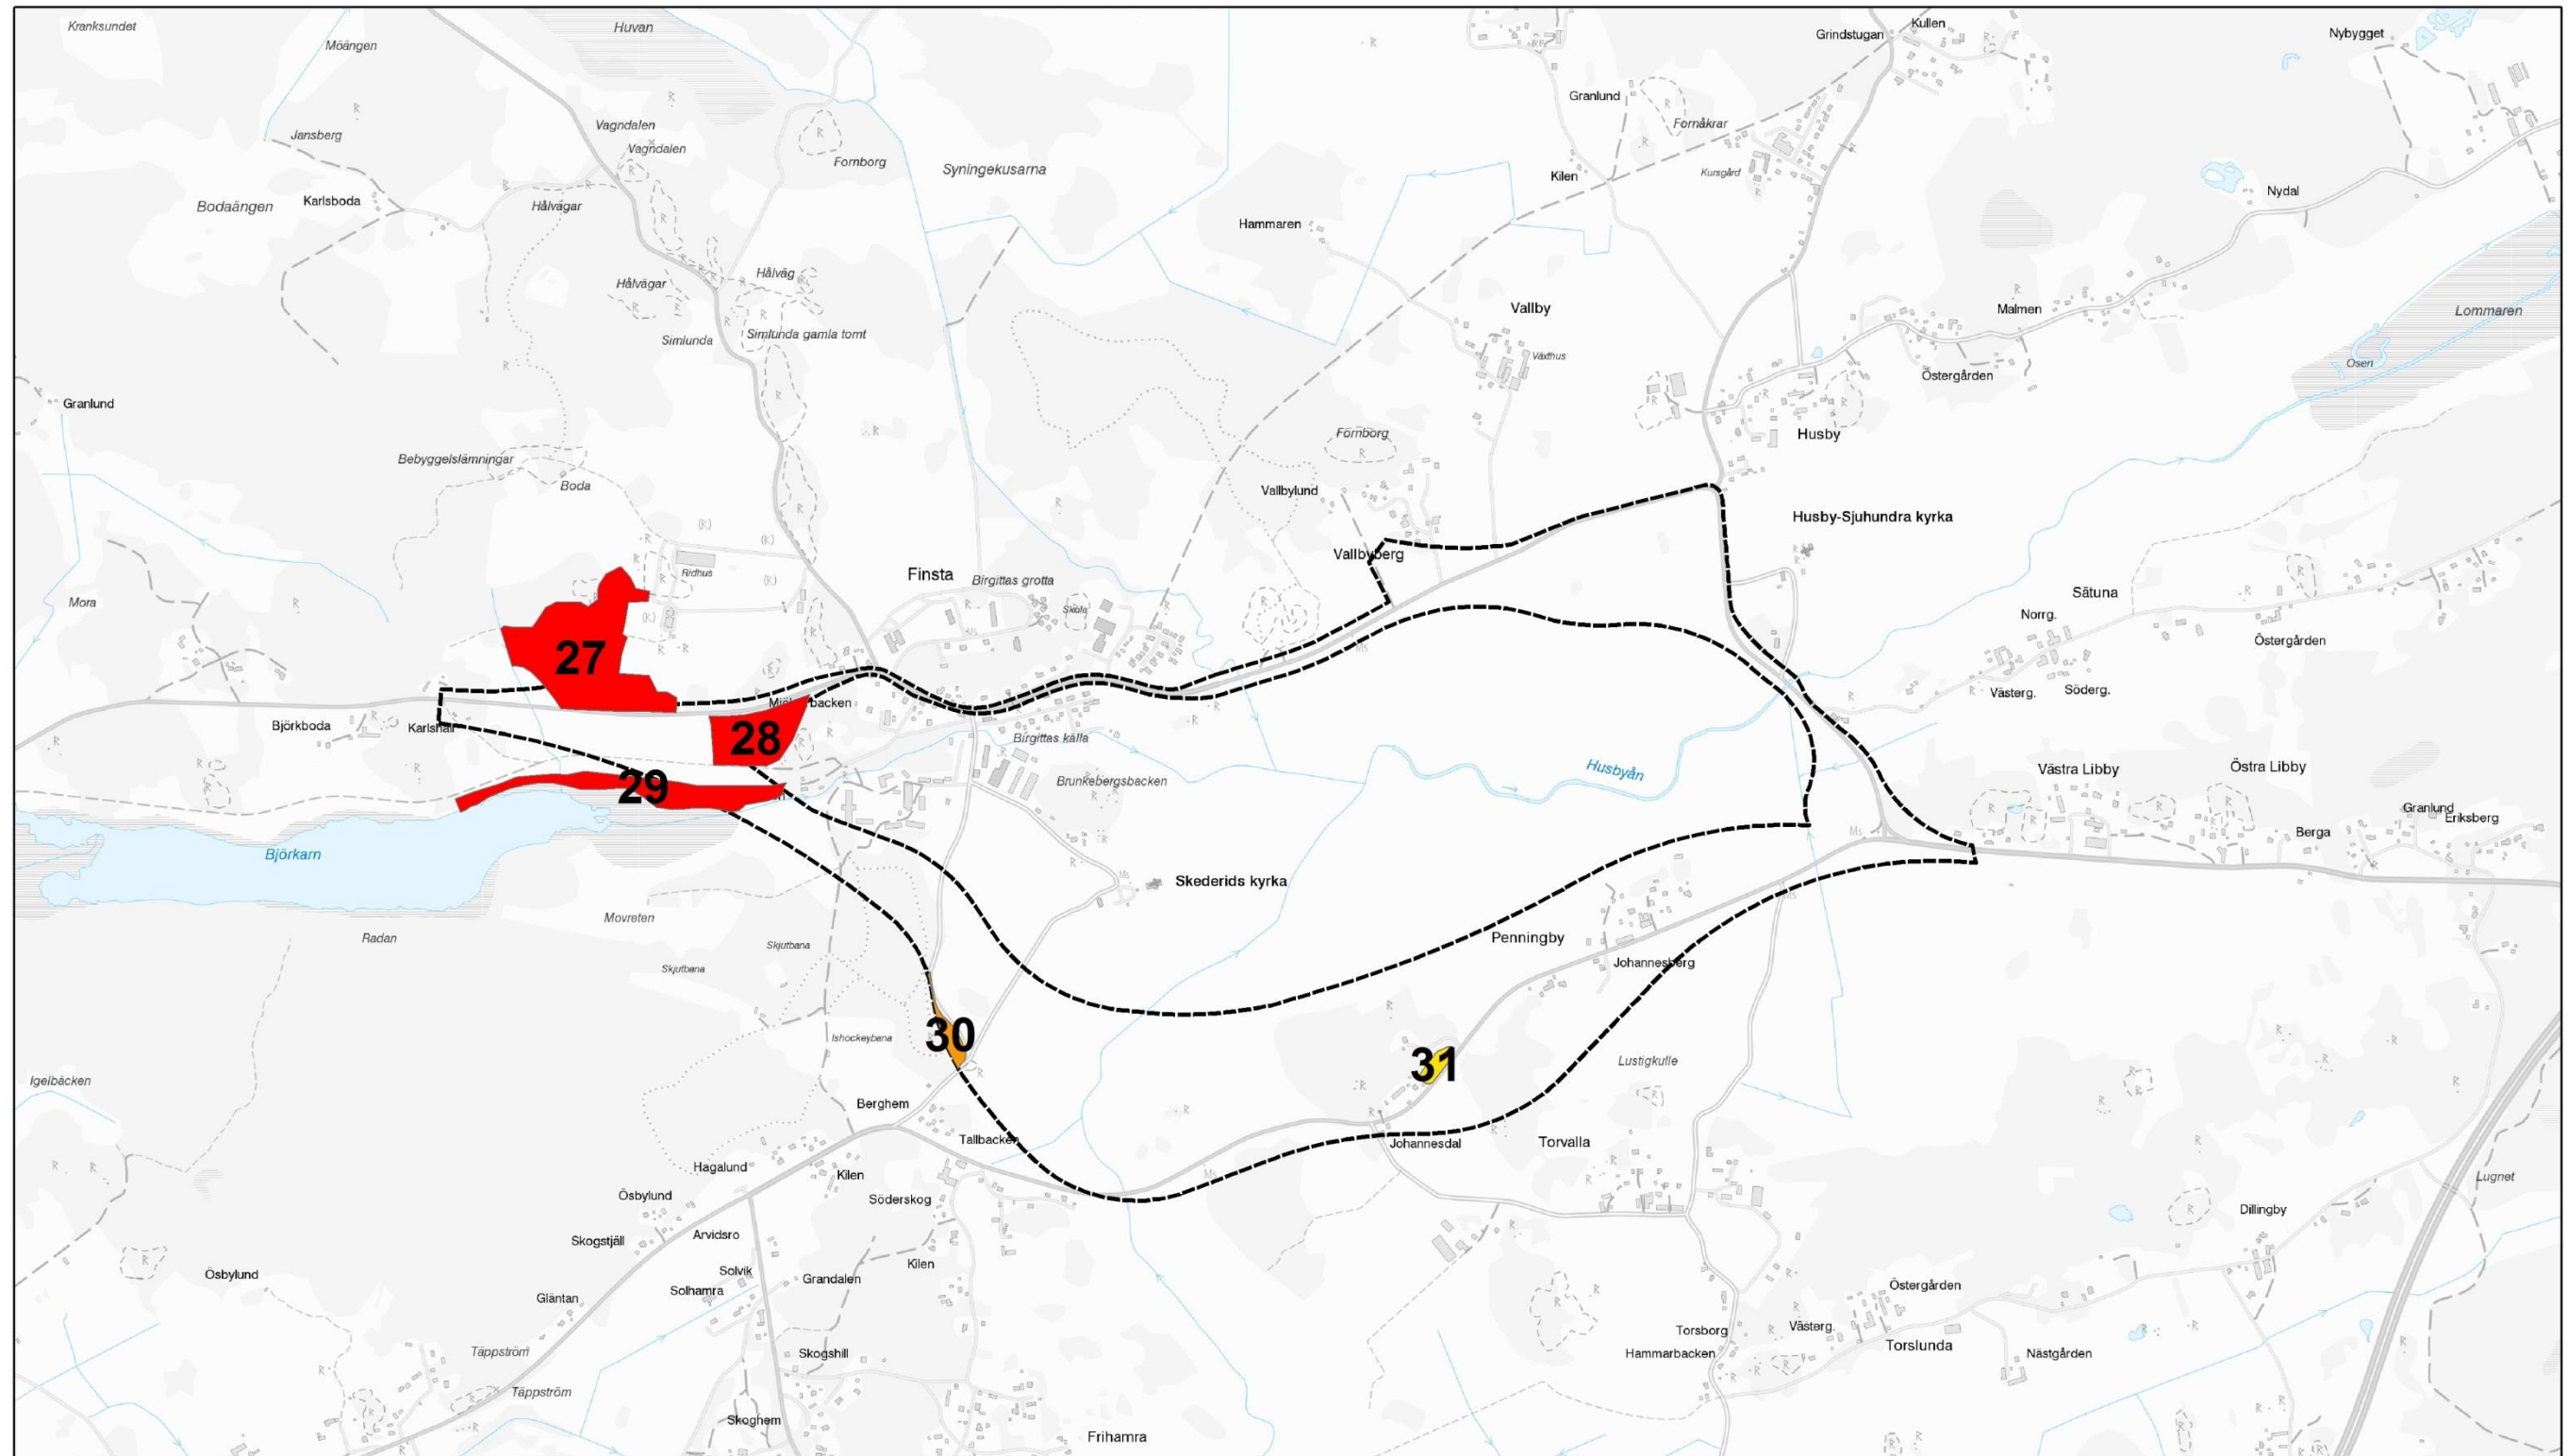 Kranksundet
Möängen
Huvan
Kullen
Grindstugan
Nybygget
Granlund
Fornåkrar
Vagndalen
Vagndalen
Jansberg
Fornborg
Syningekusarna
Kilen
Kursgård
Nydal
Karlsboda
Bodaängen
Hålvägar
Hammaren
Hålväg
Hålvägar
Vallby
Malmen
Lommaren
Simlunda gamla tomt
Simlunda
Växthus
Osen
Östergården
Granlund
Fornborg
Husby
Bebyggelslämningar
Boda
Vallbylund
Husby-Sjuhundra kyrka
Vallbyberg
Ridhus
Finsta
Birgittas grotta
Skola
Mora
Sätuna
Norrg.
Östergården
27
Västerg.
Söderg.
Björkboda
Karlshäll
28
Birgittas källa
Husbyån
Västra Libby
Östra Libby
29
Brunkebergsbacken
Granlund
Eriksberg
Berga
Ms
Björkarn
Skederids kyrka
Movreten
Radan
Skjutbana
Skjutbana
Penningby
Johannesberg
30
Ishockeybana
31
Lustigkulle
Igelbäcken
Berghem
Tallbacken
Johannesdal
Torvalla
Hagalund
Kilen
Ms
Lugnet
Ösbylund
Söderskog
Dillingby
Skogstjäll
Arvidsro
Ösbylund
Solvik
Kilen
Grandalen
Solhamra
Gläntan
Östergården
Torsborg
Västerg.
Torslunda
Täppström
Skogshill
Hammarbacken
Nästgården
Täppström
Skoghem
Frihamra